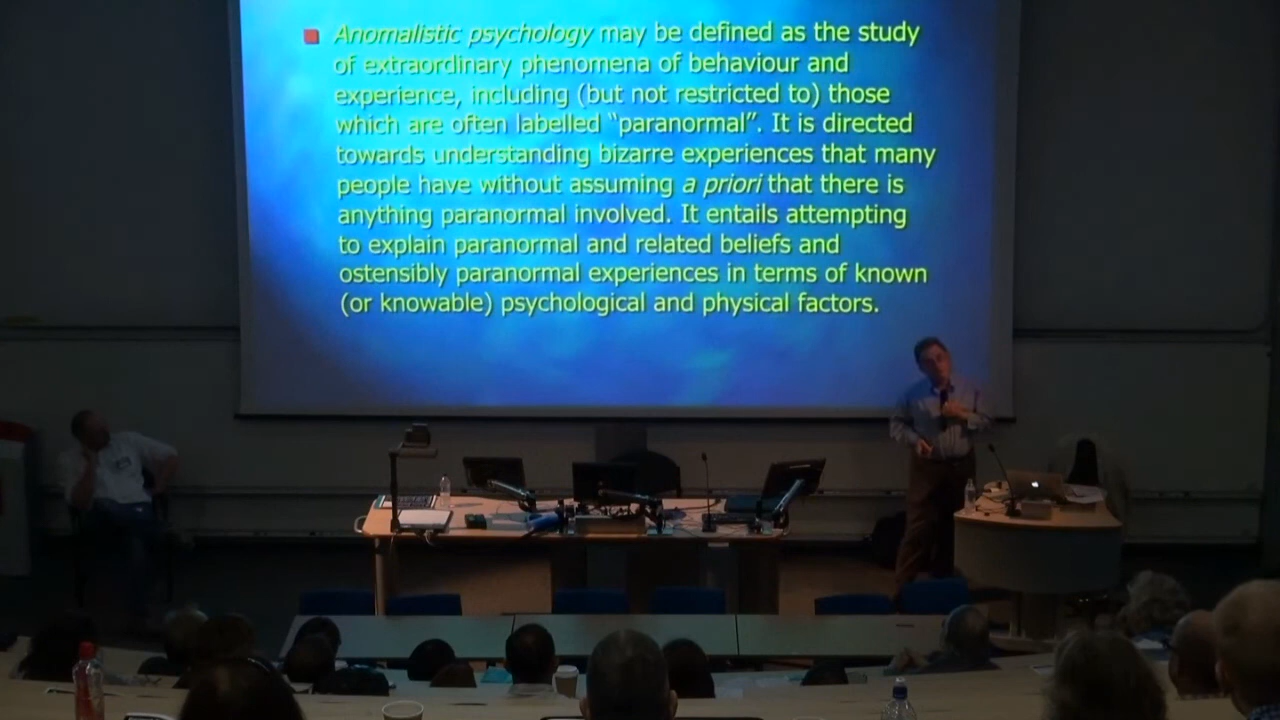 Anomalistic psychology may be defined as the study
of extraordinary phenomena of behaviour and
experience, including (but not restricted to) those
which are often labelled “paranormal”. It is directed
towards understanding bizarre experiences that many
people have without assuming a priori that there is
anything paranormal involved. It entails attempting
to explain paranormal and related beliefs and
ostensibly paranormal experiences in terms of known
(or knowable) psychological and physical factors.